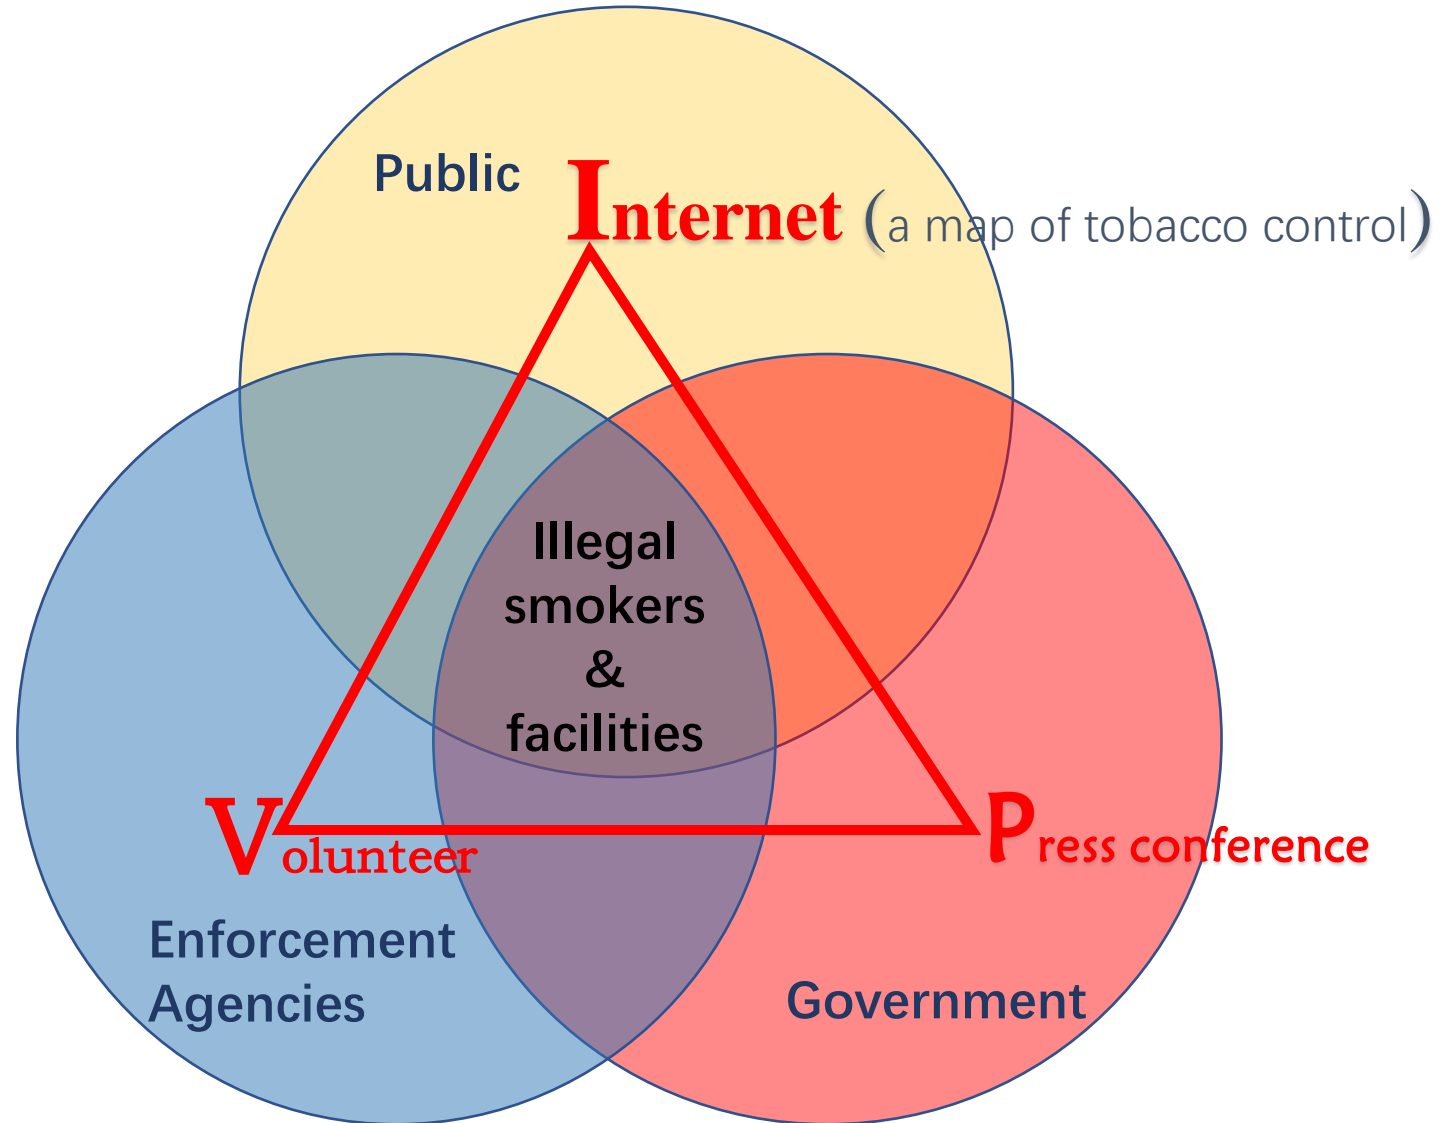 Public
Internet (a map of tobacco control)
Illegal
smokers
&
facilities
Volunteer
Press conference
Enforcement
Agencies
Government